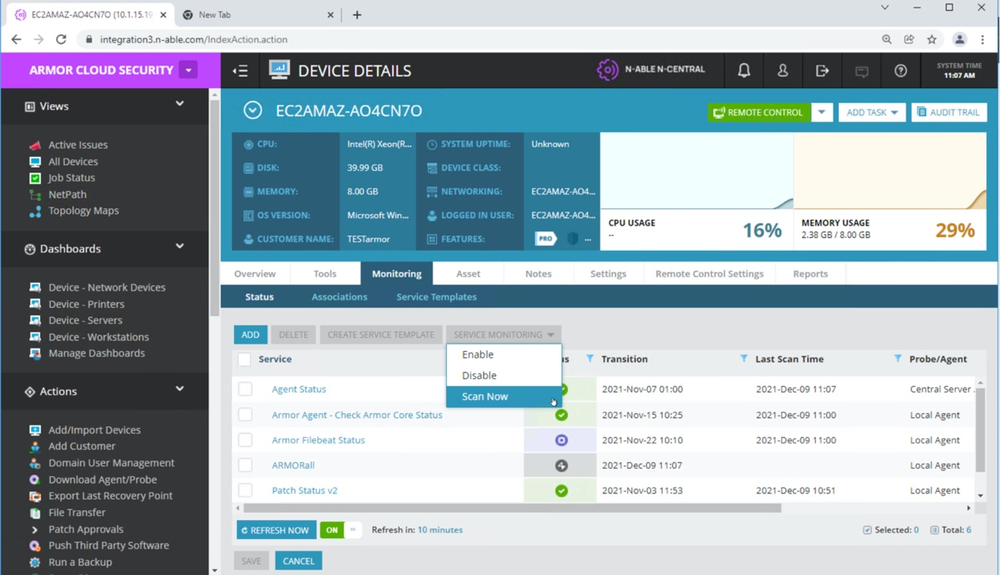 EC2AMAZ-AO4CN7O (10.1.15.19
New Tab
integration3.n-able.com/IndexAction.action
ARMOR CLOUD SECURITY
DEVICE DETAILS
N-ABLE N-CENTRAL
SYSTEM TIME
11:07 AM
Views
Active Issues
All Devices
Job Status
NetPath
Topology Maps
Dashboards
Device - Network Devices
Device - Printers
Device - Servers
Device - Workstations
Manage Dashboards
Actions
Add/Import Devices
Add Customer
Domain User Management
Download Agent/Probe
Export Last Recovery Point
File Transfer
Patch Approvals
Push Third Party Software
Run a Backup
EC2AMAZ-AO4CN7O
REMOTE CONTROL
ADD TASK
AUDIT TRAIL
CPU: Intel(R) Xeon(R... SYSTEM UPTIME: Unknown
DISK: 39.99 GB DEVICE CLASS:
MEMORY: 8.00 GB NETWORKING: EC2AMAZ-AO4...
OS VERSION: Microsoft Win... LOGGED IN USER: EC2AMAZ-AO4...
CUSTOMER NAME: TESTarmor FEATURES: PRO ...
CPU USAGE
--
16%
MEMORY USAGE
2.38 GB / 8.00 GB
29%
Overview Tools Monitoring Asset Notes Settings Remote Control Settings Reports
Status Associations Service Templates
ADD DELETE CREATE SERVICE TEMPLATE SERVICE MONITORING
Enable
Disable
Scan Now
Service us Transition Last Scan Time Probe/Agent
Agent Status 2021-Nov-07 01:00 2021-Dec-09 11:07 Central Server .
Armor Agent - Check Armor Core Status 2021-Nov-15 10:25 2021-Dec-09 11:00 Local Agent
Armor Filebeat Status 2021-Nov-22 10:10 2021-Dec-09 11:00 Local Agent
ARMORall 2021-Dec-09 11:07 Local Agent
Patch Status v2 2021-Nov-03 11:53 2021-Dec-09 10:51 Local Agent
REFRESH NOW ON Refresh in: 10 minutes Selected: 0 Total: 6
SAVE CANCEL